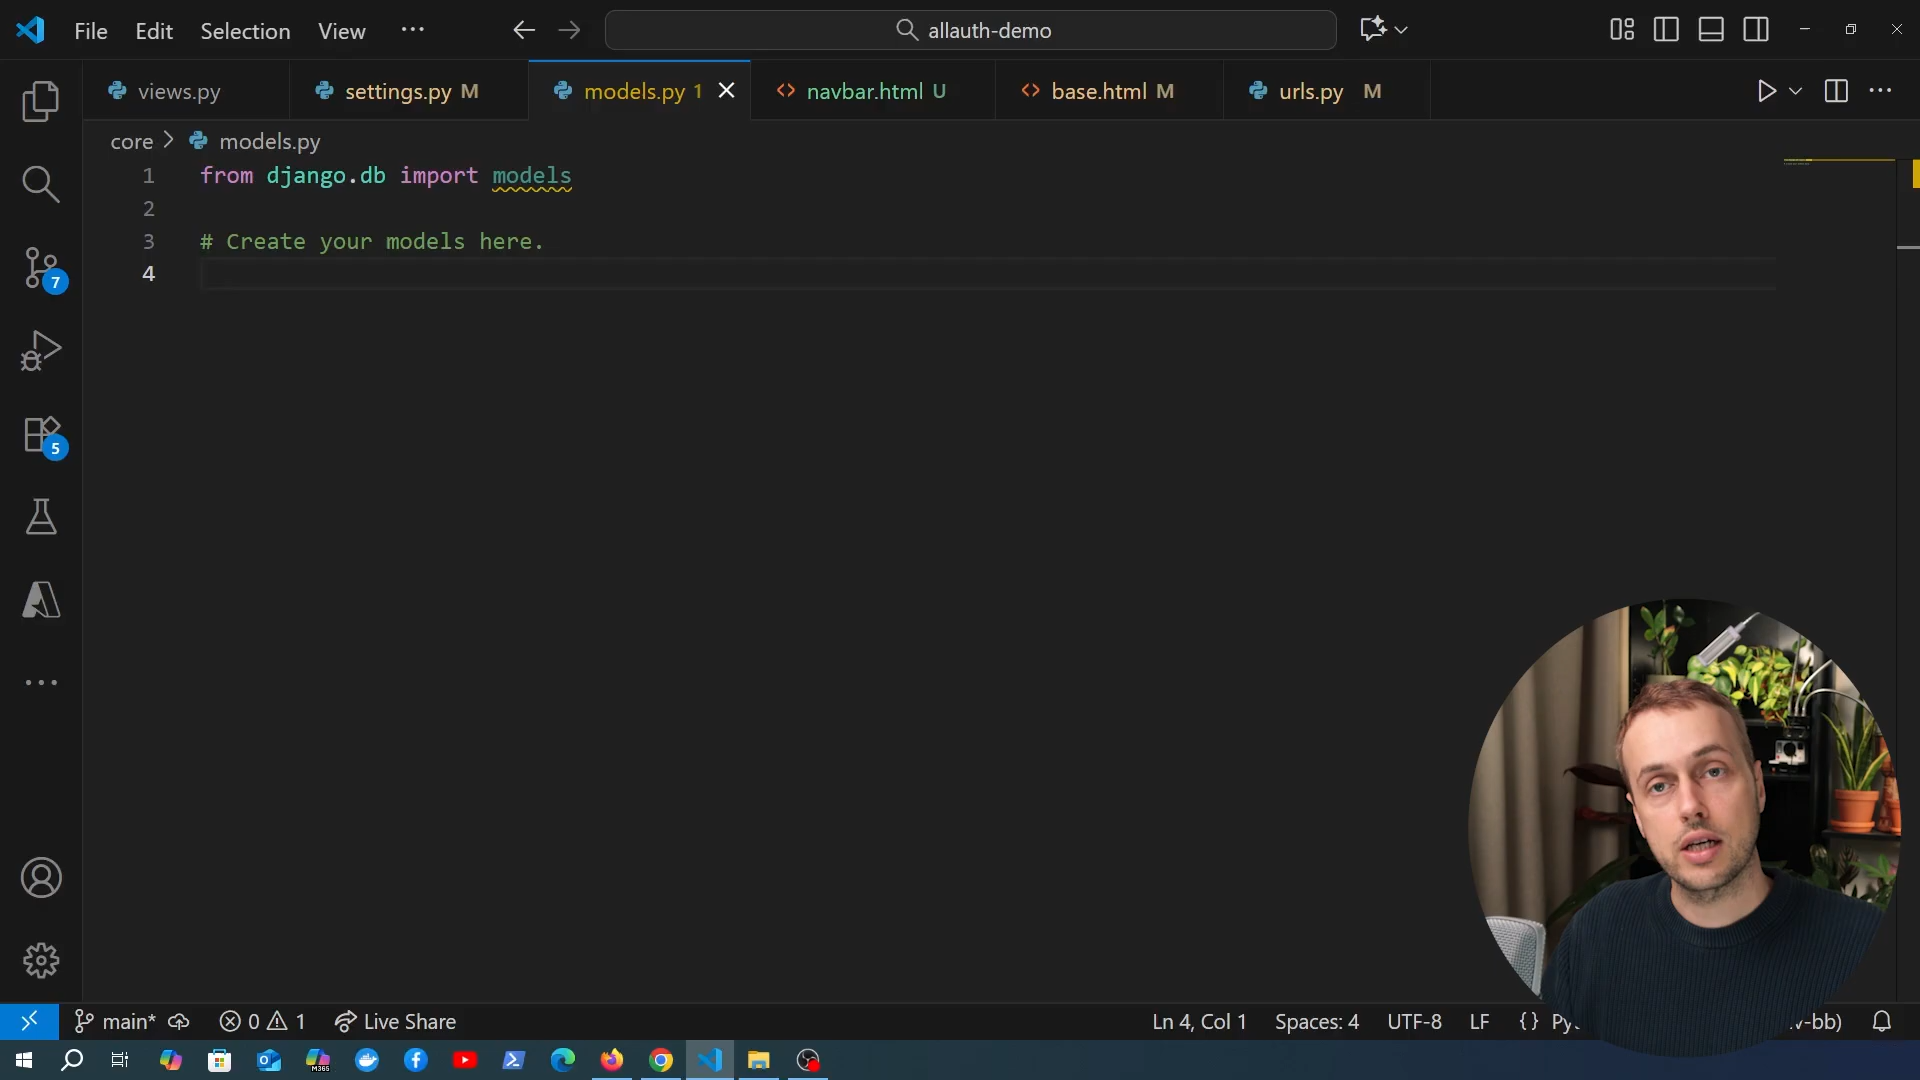 File Edit Selection View ···
allauth-demo
views.py
settings.py M
models.py 1
navbar.html U
base.html M
urls.py M
core > models.py
1 from django.db import models
2
3 # Create your models here.
4
7
5
main* 0 1 Live Share
Ln 4, Col 1 Spaces: 4 UTF-8 LF {}
M365